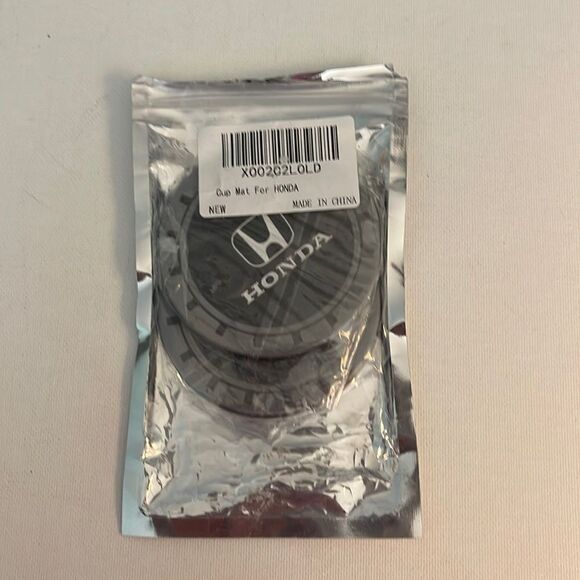 X00202L0LD
Cup Mat For HONDA
NEW MADE IN CHINA
HONDA